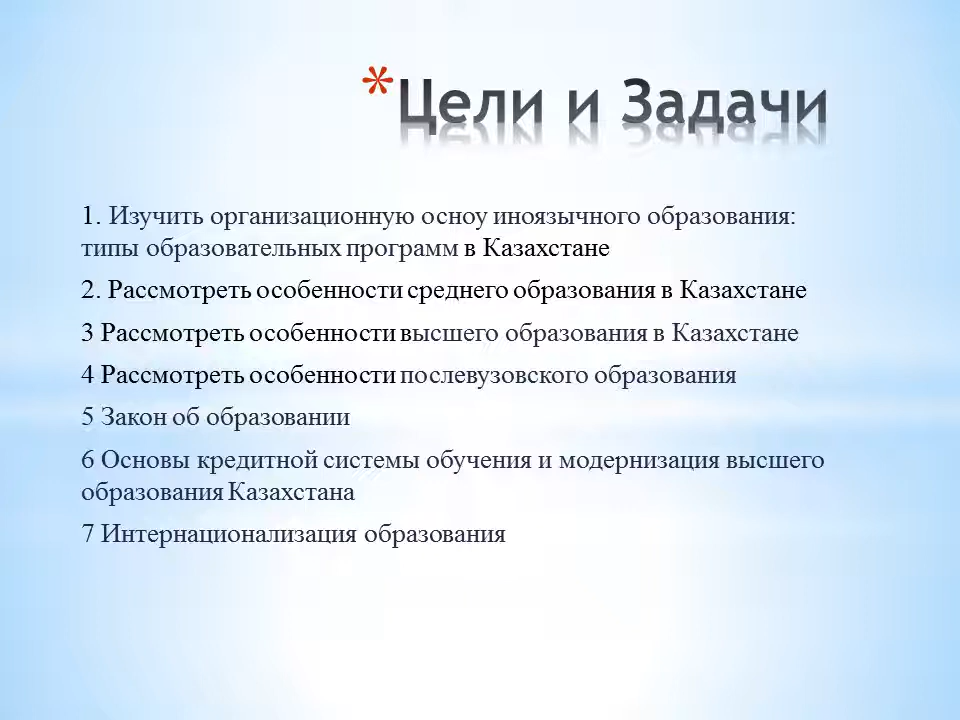 *Цели и Задачи
1. Изучить организационную осноу иноязычного образования:
типы образовательных программ в Казахстане
2. Рассмотреть особенности среднего образования в Казахстане
3 Рассмотреть особенности высшего образования в Казахстане
4 Рассмотреть особенности послевузовского образования
5 Закон об образовании
6 Основы кредитной системы обучения и модернизация высшего
образования Казахстана
7 Интернационализация образования